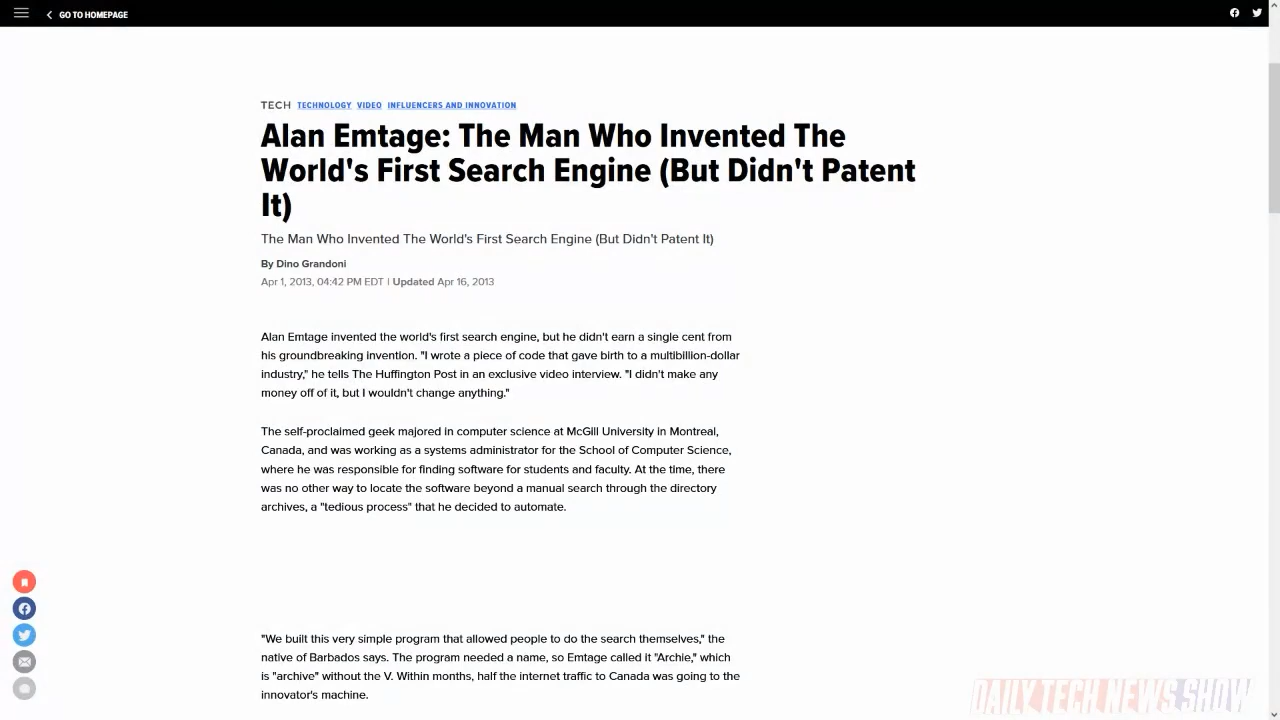 GO TO HOMEPAGE
TECH TECHNOLOGY VIDEO INFLUENCERS AND INNOVATION
Alan Emtage: The Man Who Invented The
World's First Search Engine (But Didn't Patent
It)
The Man Who Invented The World's First Search Engine (But Didn't Patent It)
By Dino Grandoni
Apr 1, 2013, 04:42 PM EDT | Updated Apr 16, 2013
Alan Emtage invented the world's first search engine, but he didn't earn a single cent from
his groundbreaking invention. "I wrote a piece of code that gave birth to a multibillion-dollar
industry," he tells The Huffington Post in an exclusive video interview. "I didn't make any
money off of it, but I wouldn't change anything."
The self-proclaimed geek majored in computer science at McGill University in Montreal,
Canada, and was working as a systems administrator for the School of Computer Science,
where he was responsible for finding software for students and faculty. At the time, there
was no other way to locate the software beyond a manual search through the directory
archives, a "tedious process" that he decided to automate.
"We built this very simple program that allowed people to do the search themselves," the
native of Barbados says. The program needed a name, so Emtage called it "Archie," which
is "archive" without the V. Within months, half the internet traffic to Canada was going to the
innovator's machine.
DAILY TECH NEWS SHOW